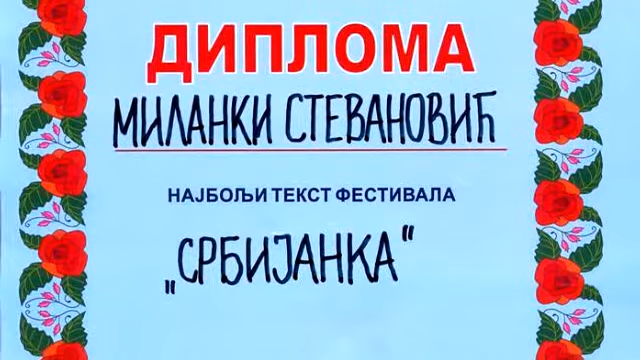 ДИПЛОМА
МИЛАНКИ СТЕВАНОВИЋ
НАЈБОЉИ ТЕКСТ ФЕСТИВАЛА
„СРБИЈАНКА“